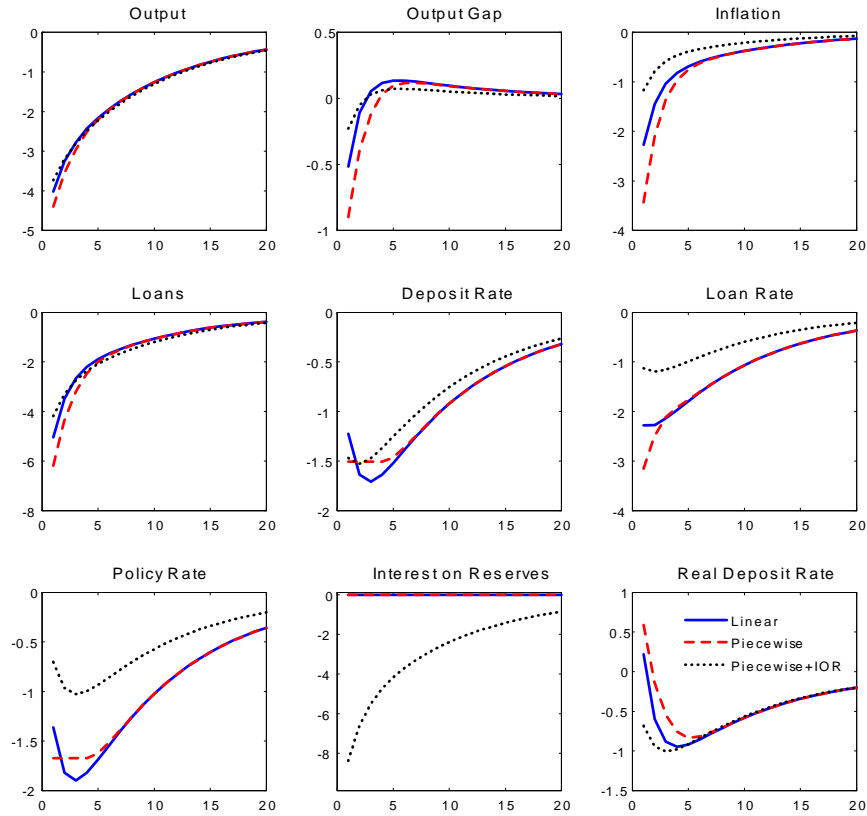 Output
Output Gap
Inflation
0
-1
-2
-3
-4
-5
0 5 10 15 20
0.5
0
-0.5
-1
0 5 10 15 20
0
-1
-2
-3
-4
0 5 10 15 20
Loans
Deposit Rate
Loan Rate
0
-2
-4
-6
-8
0 5 10 15 20
0
-0.5
-1
-1.5
-2
0 5 10 15 20
0
-1
-2
-3
-4
0 5 10 15 20
Policy Rate
Interest on Reserves
Real Deposit Rate
0
-0.5
-1
-1.5
-2
0 5 10 15 20
0
-2
-4
-6
-8
0 5 10 15 20
1
0.5
0
-0.5
-1
-1.5
0 5 10 15 20
Linear
Piecewise
Piecewise+IOR